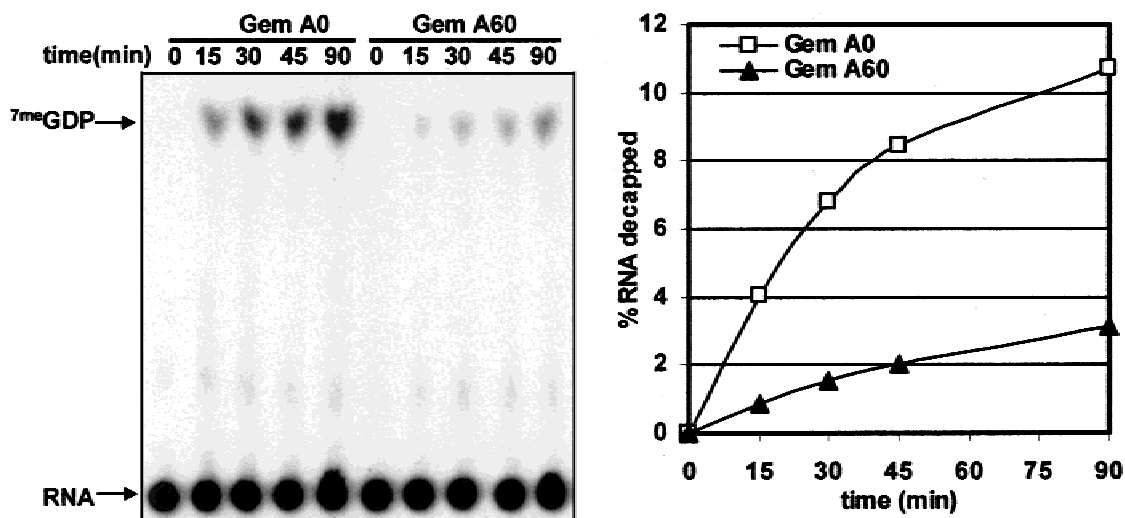 Gem A0 Gem A60
time(min) 0 15 30 45 90 0 15 30 45 90
7meGDP
RNA
12
10
8
6
4
2
0
% RNA decapped
Gem A0
Gem A60
0 15 30 45 60 75 90
time (min)